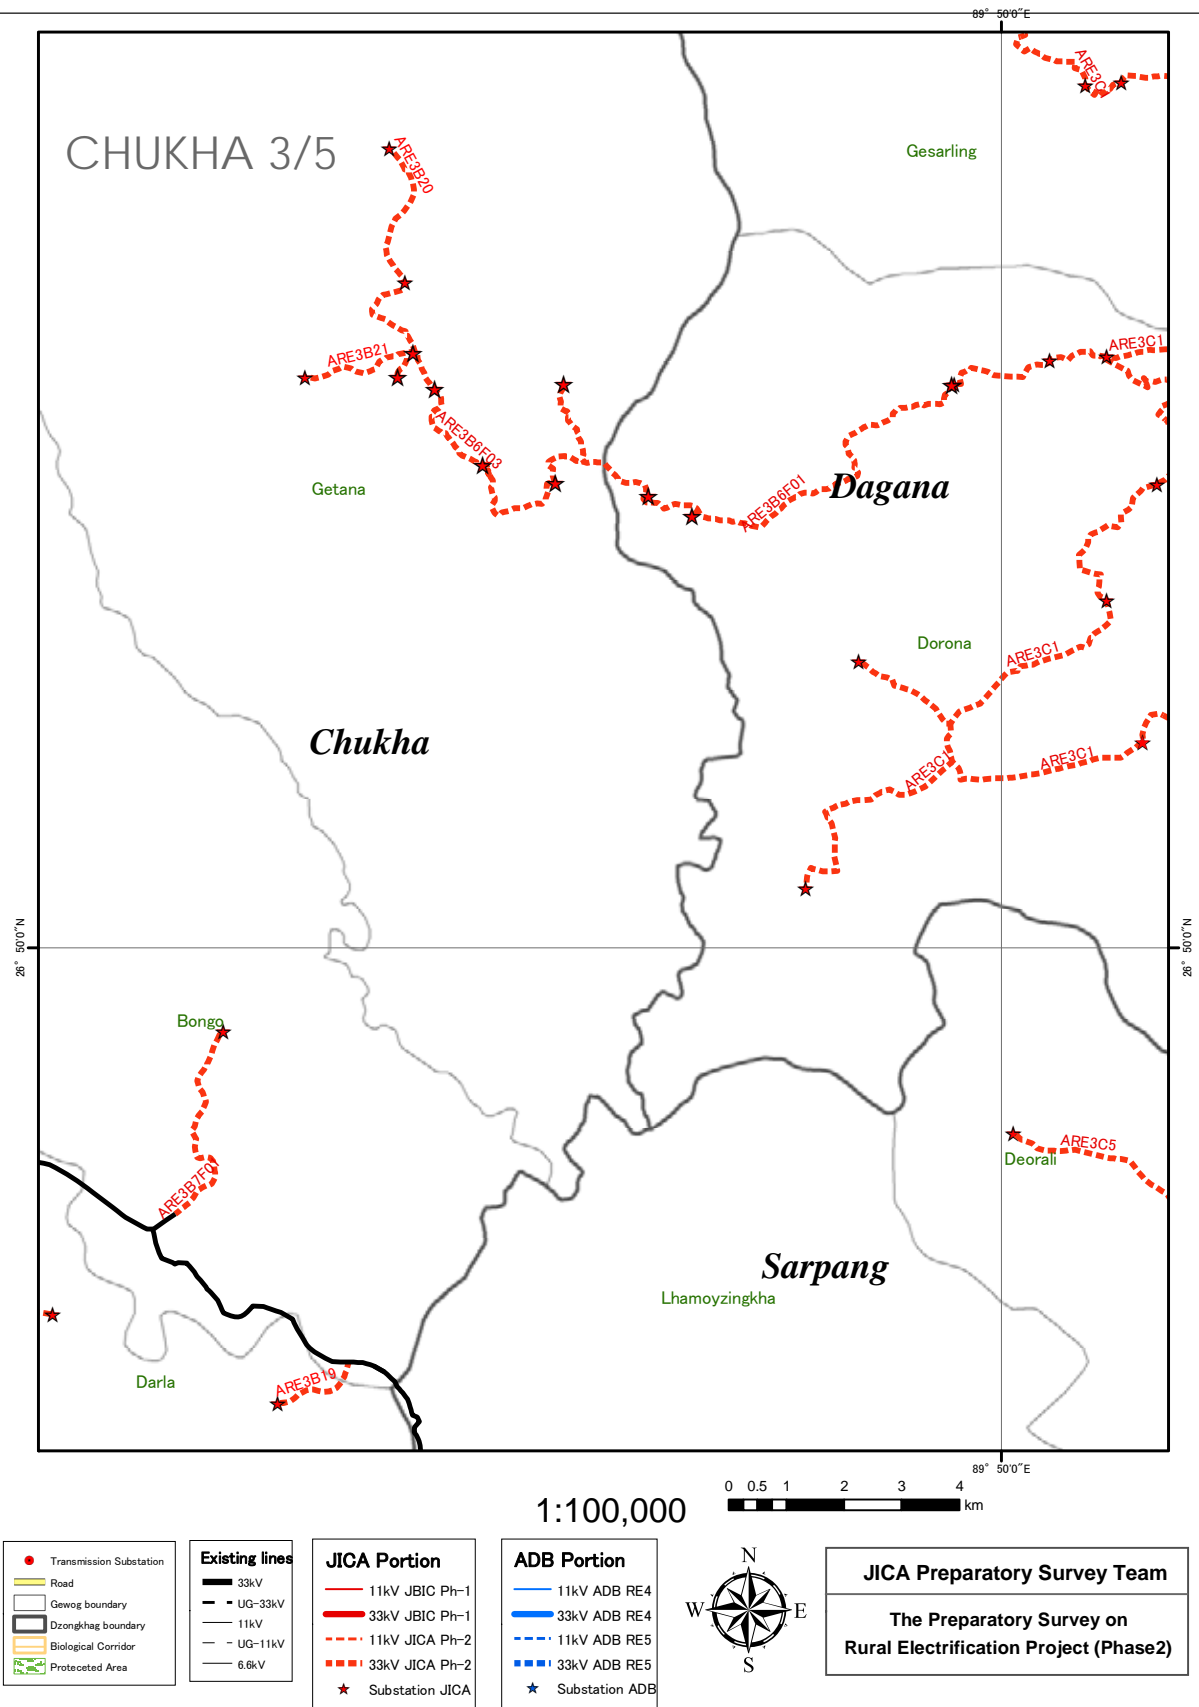 89° 50'0"E
CHUKHA 3/5
ARE3C
Gesarling
ARE3B20
ARE3B21
ARE3C1
ARE3B6F03
Getana
ARE3B6F01
Dagana
Dorona
ARE3C1
Chukha
ARE3C1
ARE3C1
26° 50'0"N
26° 50'0"N
Bongo
ARE3C5
Deorali
ARE3B7F01
Sarpang
Lhamoyzingkha
Darla
ARE3B19
89° 50'0"E
1:100,000
0 0.5 1 2 3 4
km
Transmission Substation
Road
Gewog boundary
Dzongkhag boundary
Biological Corridor
Proteceted Area
Existing lines
33kV
UG-33kV
11kV
UG-11kV
6.6kV
JICA Portion
11kV JBIC Ph-1
33kV JBIC Ph-1
11kV JICA Ph-2
33kV JICA Ph-2
Substation JICA
ADB Portion
11kV ADB RE4
33kV ADB RE4
11kV ADB RE5
33kV ADB RE5
Substation ADB
N
W E
S
JICA Preparatory Survey Team
The Preparatory Survey on
Rural Electrification Project (Phase2)